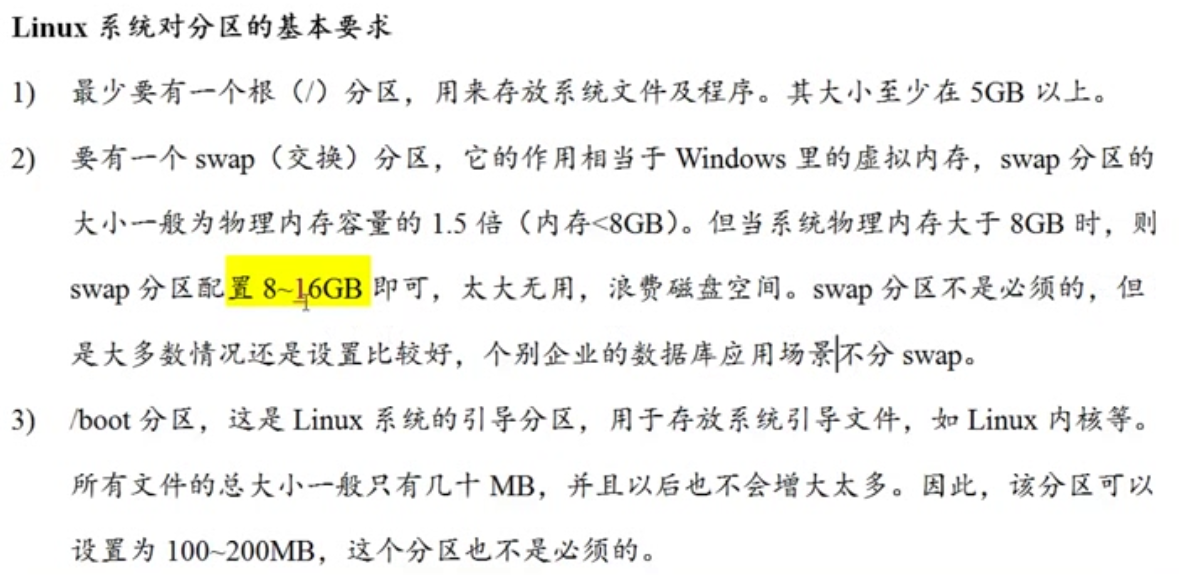 Linux 系统对分区的基本要求
1) 最少要有一个根（/）分区，用来存放系统文件及程序。其大小至少在 5GB 以上。
2) 要有一个 swap（交换）分区，它的作用相当于 Windows 里的虚拟内存，swap 分区的
大小一般为物理内存容量的 1.5 倍（内存<8GB）。但当系统物理内存大于 8GB 时，则
swap 分区配置 8~16GB 即可，太大无用，浪费磁盘空间。swap 分区不是必须的，但
是大多数情况还是设置比较好，个别企业的数据库应用场景不分 swap。
3) /boot 分区，这是 Linux 系统的引导分区，用于存放系统引导文件，如 Linux 内核等。
所有文件的总大小一般只有几十 MB，并且以后也不会增大太多。因此，该分区可以
设置为 100~200MB，这个分区也不是必须的。